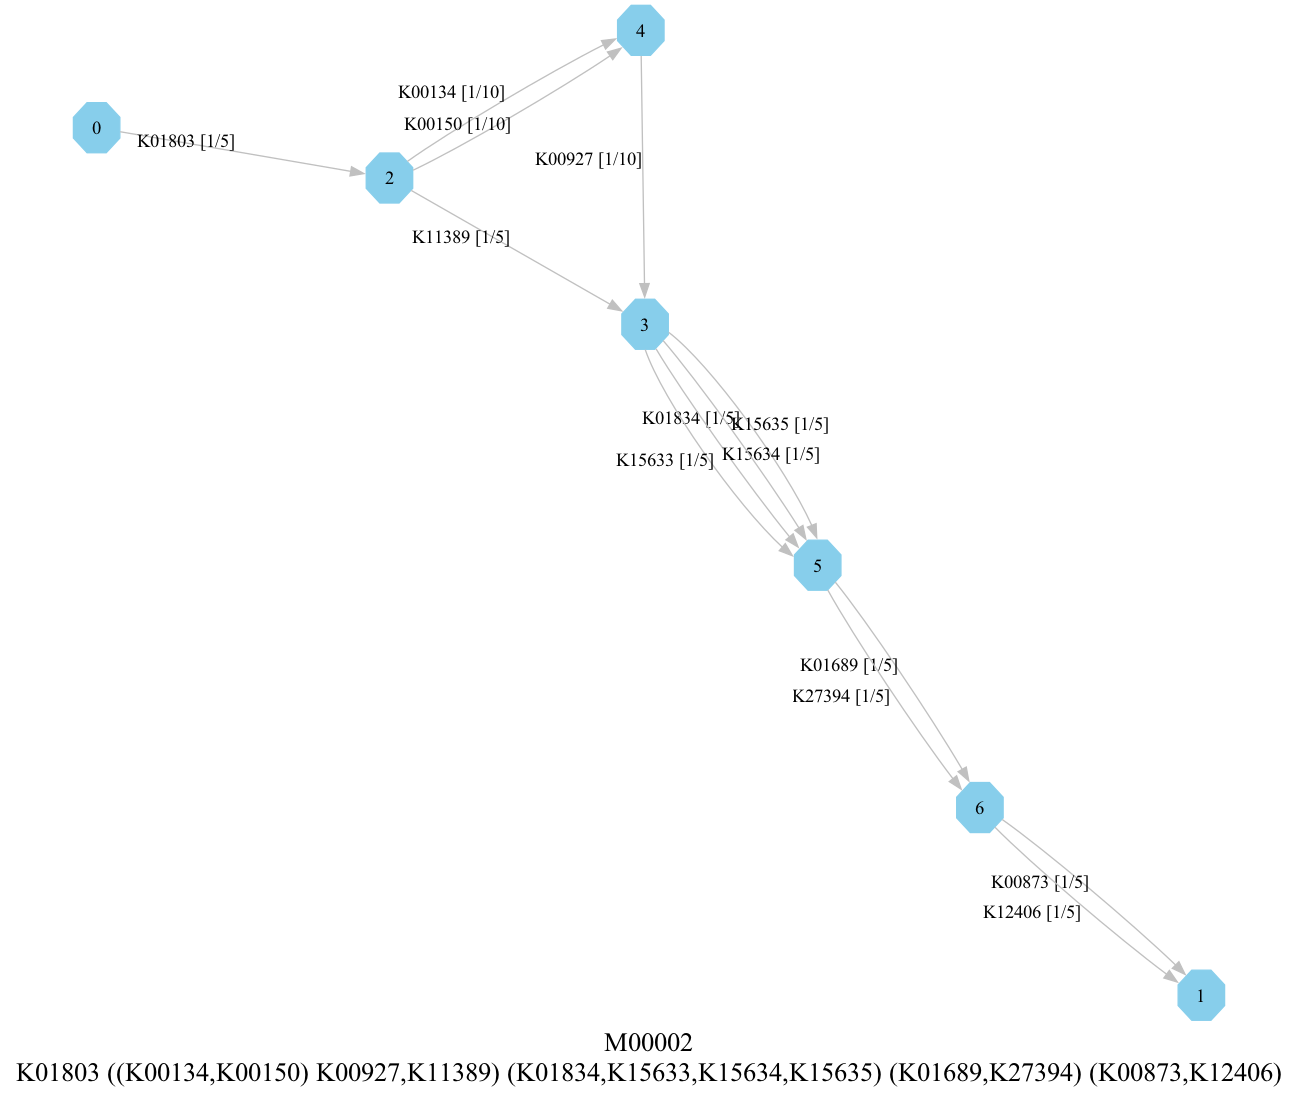 4
K00134 [1/10]
0
K00150 [1/10]
K01803 [1/5]
K00927 [1/10]
2
K11389 [1/5]
3
K01834 [1/5]
K15635 [1/5]
K15634 [1/5]
K15633 [1/5]
5
K01689 [1/5]
K27394 [1/5]
6
K00873 [1/5]
K12406 [1/5]
1
M00002
K01803 ((K00134,K00150) K00927,K11389) (K01834,K15633,K15634,K15635) (K01689,K27394) (K00873,K12406)